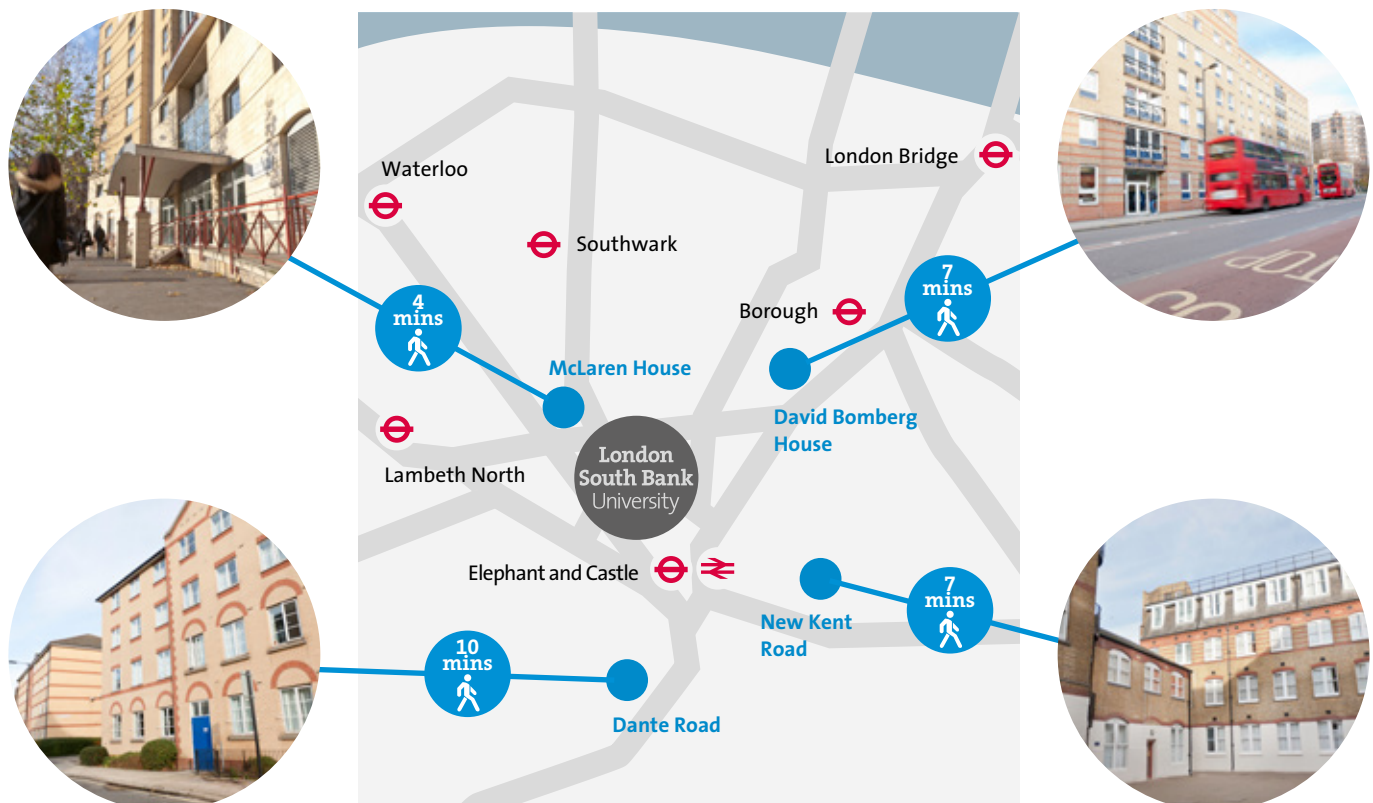 Waterloo
London Bridge
Southwark
7
mins
4
mins
Borough
McLaren House
David Bomberg
House
London
South Bank
University
Lambeth North
Elephant and Castle
7
mins
New Kent
Road
10
mins
Dante Road
STOP